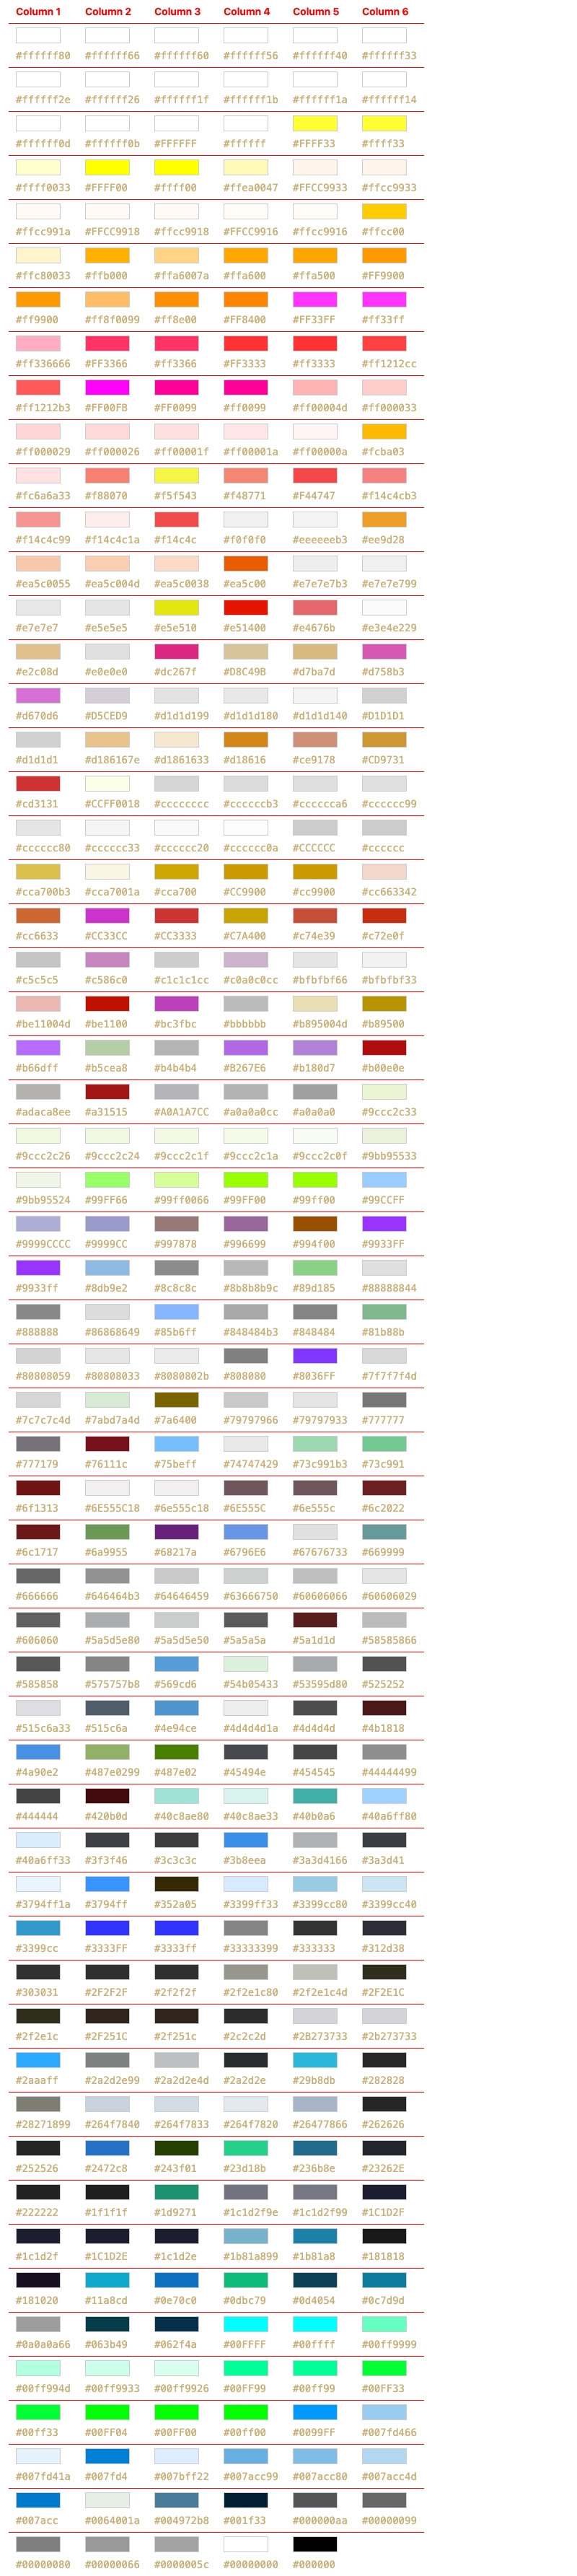 Column 1 Column 2 Column 3 Column 4 Column 5 Column 6
#ffffff80 #ffffff66 #ffffff60 #ffffff56 #ffffff40 #ffffff33
#ffffff2e #ffffff26 #ffffff1f #ffffff1b #ffffff1a #ffffff14
#ffffff0d #ffffff0b #FFFFFF #ffffff #FFFF33 #ffff33
#ffff0033 #FFFF00 #ffff00 #ffea0047 #FFCC9933 #ffcc9933
#ffcc991a #FFCC9918 #ffcc9918 #FFCC9916 #ffcc9916 #ffcc00
#ffc80033 #ffb000 #ffa6007a #ffa600 #ffa500 #FF9900
#ff9900 #ff8f0099 #ff8e00 #FF8400 #FF33FF #ff33ff
#ff336666 #FF3366 #ff3366 #FF3333 #ff3333 #ff1212cc
#ff1212b3 #FF00FB #FF0099 #ff0099 #ff00004d #ff000033
#ff000029 #ff000026 #ff00001f #ff00001a #ff00000a #fcba03
#fc6a6a33 #f88070 #f5f543 #f48771 #F44747 #f14c4cb3
#f14c4c99 #f14c4c1a #f14c4c #f0f0f0 #eeeeeeb3 #ee9d28
#ea5c0055 #ea5c004d #ea5c0038 #ea5c00 #e7e7e7b3 #e7e7e799
#e7e7e7 #e5e5e5 #e5e510 #e51400 #e4676b #e3e4e229
#e2c08d #e0e0e0 #dc267f #D8C49B #d7ba7d #d758b3
#d670d6 #D5CED9 #d1d1d199 #d1d1d180 #d1d1d140 #D1D1D1
#d1d1d1 #d186167e #d1861633 #d18616 #ce9178 #CD9731
#cd3131 #CCFF0018 #cccccccc #ccccccb3 #cccccca6 #cccccc99
#cccccc80 #cccccc33 #cccccc20 #cccccc0a #CCCCCC #cccccc
#cca700b3 #cca7001a #cca700 #CC9900 #cc9900 #cc663342
#cc6633 #CC33CC #CC3333 #C7A400 #c74e39 #c72e0f
#c5c5c5 #c586c0 #c1c1c1cc #c0a0c0cc #bfbfbf66 #bfbfbf33
#be11004d #be1100 #bc3fbc #bbbbbb #b895004d #b89500
#b66dff #b5cea8 #b4b4b4 #B267E6 #b180d7 #b00e0e
#adaca8ee #a31515 #A0A1A7CC #a0a0a0cc #a0a0a0 #9ccc2c33
#9ccc2c26 #9ccc2c24 #9ccc2c1f #9ccc2c1a #9ccc2c0f #9bb95533
#9bb95524 #99FF66 #99ff0066 #99FF00 #99ff00 #99CCFF
#9999CCCC #9999CC #997878 #996699 #994f00 #9933FF
#9933ff #8db9e2 #8c8c8c #8b8b8b9c #89d185 #88888844
#888888 #86868649 #85b6ff #848484b3 #848484 #81b88b
#80808059 #80808033 #8080802b #808080 #8036FF #7f7f7f4d
#7c7c7c4d #7abd7a4d #7a6400 #79797966 #79797933 #777777
#777179 #76111c #75beff #74747429 #73c991b3 #73c991
#6f1313 #6E555C18 #6e555c18 #6E555C #6e555c #6c2022
#6c1717 #6a9955 #68217a #6796E6 #67676733 #669999
#666666 #646464b3 #64646459 #63666750 #60606066 #60606029
#606060 #5a5d5e80 #5a5d5e50 #5a5a5a #5a1d1d #58585866
#585858 #575757b8 #569cd6 #54b05433 #53595d80 #525252
#515c6a33 #515c6a #4e94ce #4d4d4d1a #4d4d4d #4b1818
#4a90e2 #487e0299 #487e02 #45494e #454545 #44444499
#444444 #420b0d #40c8ae80 #40c8ae33 #40b0a6 #40a6ff80
#40a6ff33 #3f3f46 #3c3c3c #3b8eea #3a3d4166 #3a3d41
#3794ff1a #3794ff #352a05 #3399ff33 #3399cc80 #3399cc40
#3399cc #3333FF #3333ff #33333399 #333333 #312d38
#303031 #2F2F2F #2f2f2f #2f2e1c80 #2f2e1c4d #2F2E1C
#2f2e1c #2F251C #2f251c #2c2c2d #2B273733 #2b273733
#2aaaff #2a2d2e99 #2a2d2e4d #2a2d2e #29b8db #282828
#28271899 #264f7840 #264f7833 #264f7820 #26477866 #262626
#252526 #2472c8 #243f01 #23d18b #236b8e #23262E
#222222 #1f1f1f #1d9271 #1c1d2f9e #1c1d2f99 #1C1D2F
#1c1d2f #1C1D2E #1c1d2e #1b81a899 #1b81a8 #181818
#181020 #11a8cd #0e70c0 #0dbc79 #0d4054 #0c7d9d
#0a0a0a66 #063b49 #062f4a #00FFFF #00ffff #00ff9999
#00ff994d #00ff9933 #00ff9926 #00FF99 #00ff99 #00FF33
#00ff33 #00FF04 #00FF00 #00ff00 #0099FF #007fd466
#007fd41a #007fd4 #007bff22 #007acc99 #007acc80 #007acc4d
#007acc #0064001a #004972b8 #001f33 #000000aa #00000099
#00000080 #00000066 #0000005c #00000000 #000000